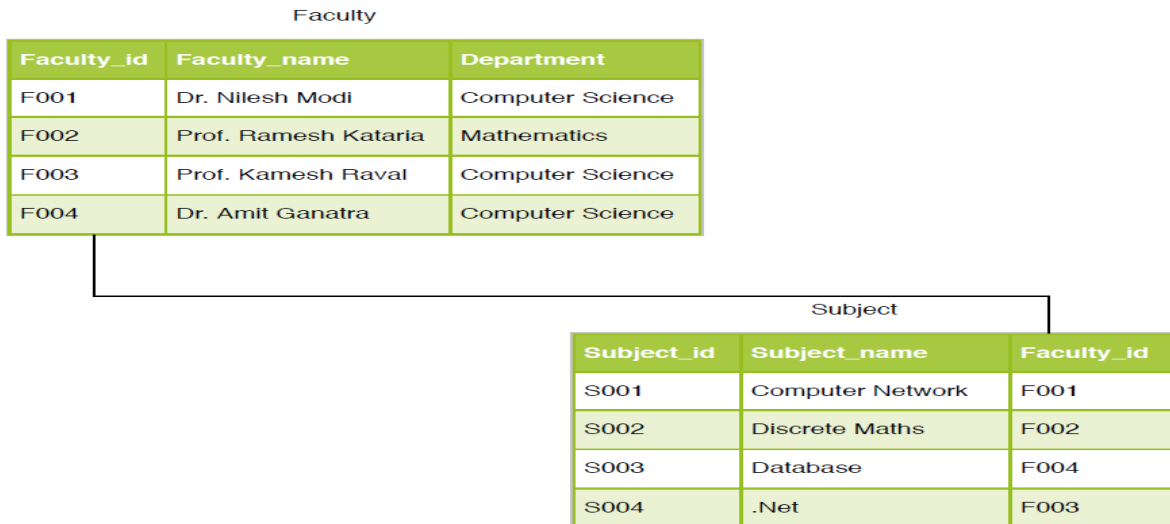 Faculty
Faculty_id Faculty_name Department
F001 Dr. Nilesh Modi Computer Science
F002 Prof. Ramesh Kataria Mathematics
F003 Prof. Kamesh Raval Computer Science
F004 Dr. Amit Ganatra Computer Science
Subject
Subject_id Subject_name Faculty_id
S001 Computer Network F001
S002 Discrete Maths F002
S003 Database F004
S004 .Net F003